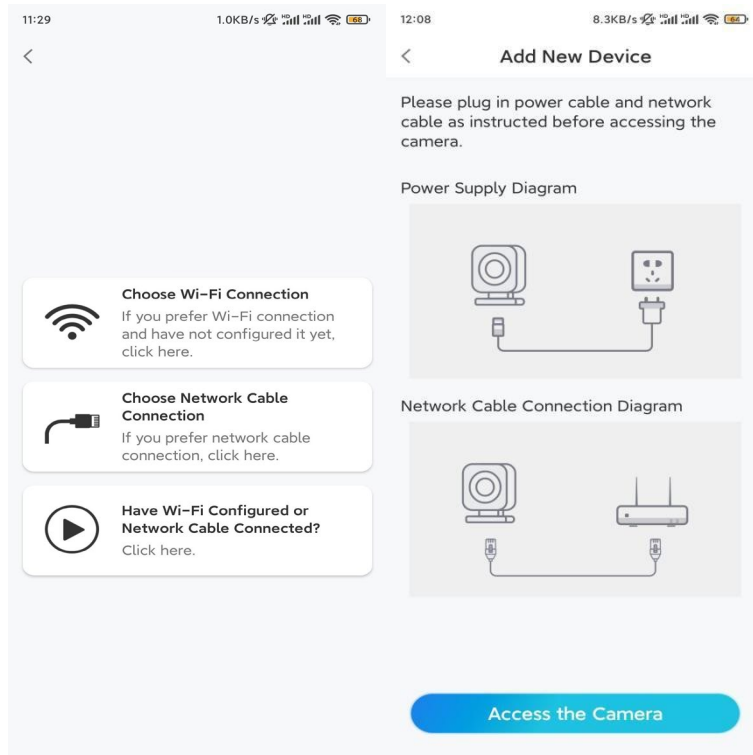 11:29
1.0KB/s HD HD 68
Choose Wi-Fi Connection
If you prefer Wi-Fi connection
and have not configured it yet,
click here.
Choose Network Cable
Connection
If you prefer network cable
connection, click here.
Have Wi-Fi Configured or
Network Cable Connected?
Click here.
12:08
8.3KB/s HD HD 64
Add New Device
Please plug in power cable and network
cable as instructed before accessing the
camera.
Power Supply Diagram
Network Cable Connection Diagram
Access the Camera